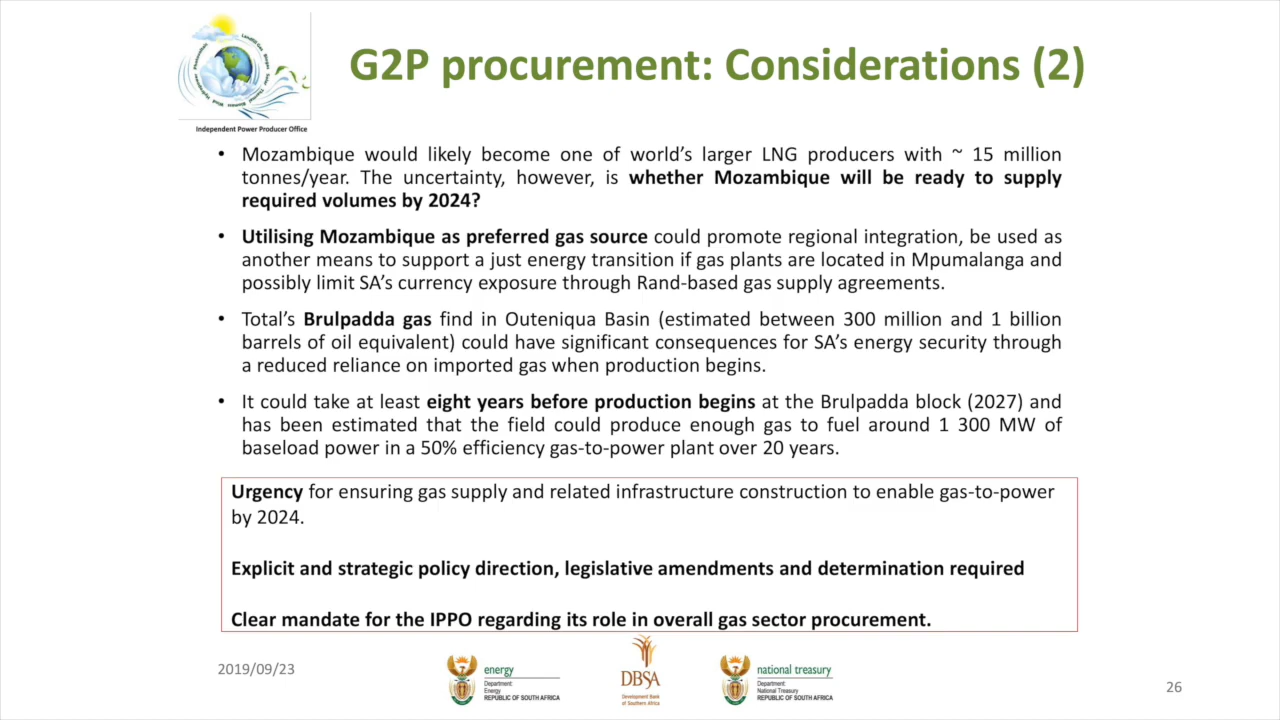 G2P procurement: Considerations (2)
Independent Power Producer Office
• Mozambique would likely become one of world's larger LNG producers with ~ 15 million
tonnes/year. The uncertainty, however, is whether Mozambique will be ready to supply
required volumes by 2024?
• Utilising Mozambique as preferred gas source could promote regional integration, be used as
another means to support a just energy transition if gas plants are located in Mpumalanga and
possibly limit SA's currency exposure through Rand-based gas supply agreements.
• Total's Brulpadda gas find in Outeniqua Basin (estimated between 300 million and 1 billion
barrels of oil equivalent) could have significant consequences for SA's energy security through
a reduced reliance on imported gas when production begins.
• It could take at least eight years before production begins at the Brulpadda block (2027) and
has been estimated that the field could produce enough gas to fuel around 1 300 MW of
baseload power in a 50% efficiency gas-to-power plant over 20 years.
Urgency for ensuring gas supply and related infrastructure construction to enable gas-to-power
by 2024.
Explicit and strategic policy direction, legislative amendments and determination required
Clear mandate for the IPPO regarding its role in overall gas sector procurement.
2019/09/23
energy
Department:
Energy
REPUBLIC OF SOUTH AFRICA
DBSA
Development Bank
of Southern Africa
national treasury
Department:
National Treasury
REPUBLIC OF SOUTH AFRICA
26